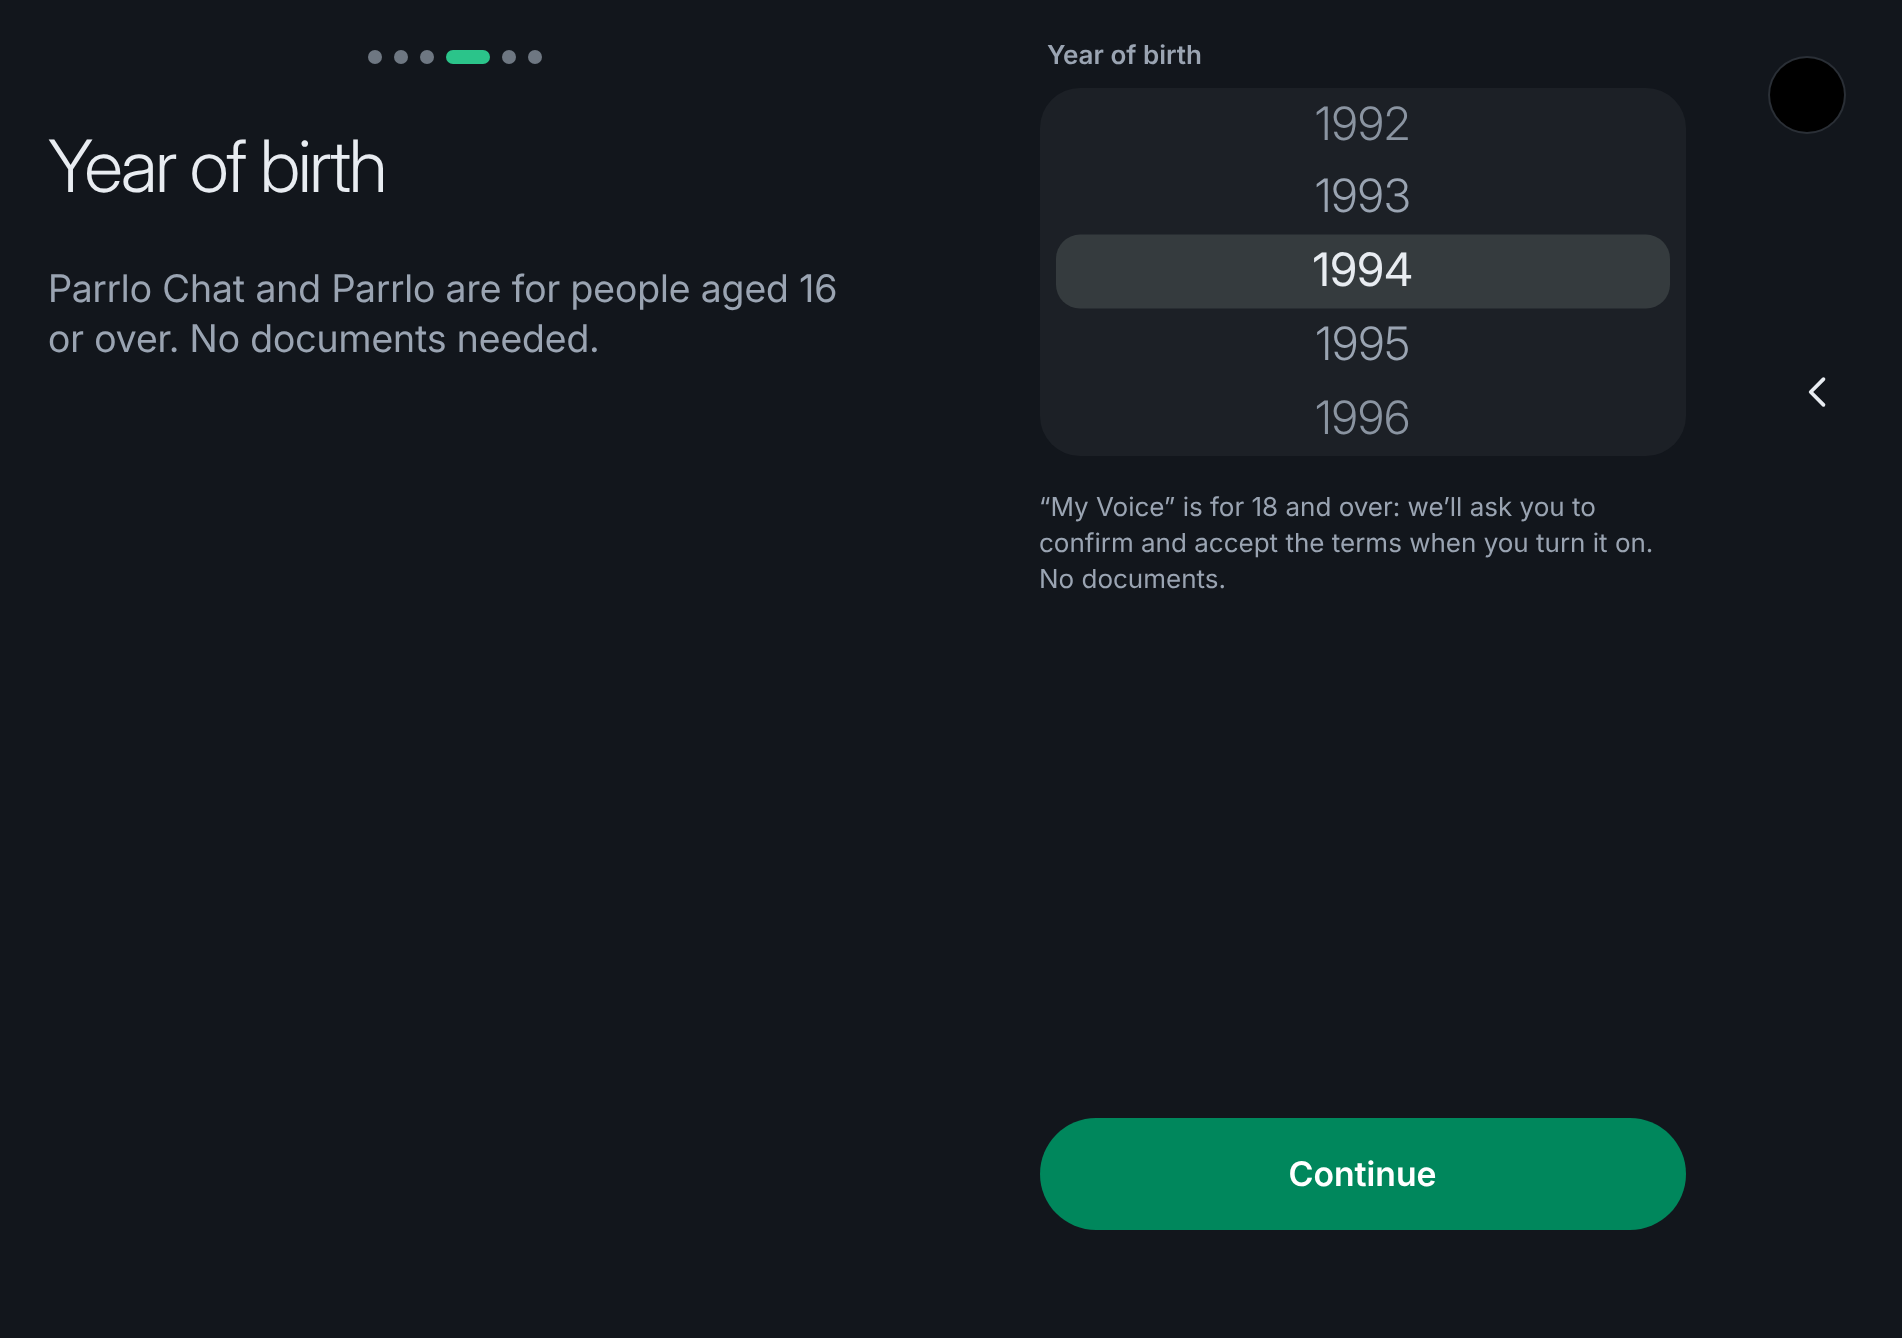 Year of birth
Parrlo Chat and Parrlo are for people aged 16
or over. No documents needed.
Year of birth
1992
1993
1994
1995
1996
“My Voice” is for 18 and over: we’ll ask you to
confirm and accept the terms when you turn it on.
No documents.
Continue